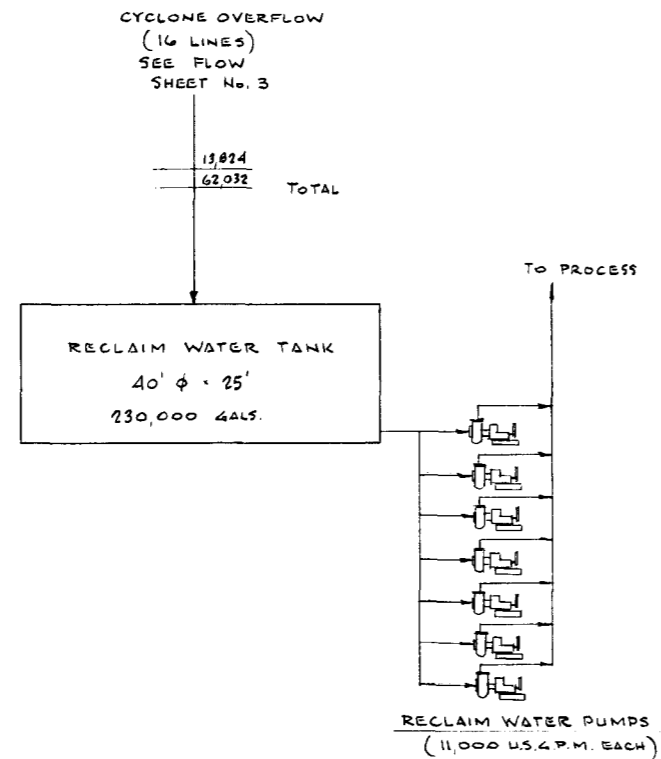 CYCLONE OVERFLOW
(16 LINES)
SEE FLOW
SHEET No. 3
13,824
62,032
TOTAL
TO PROCESS
RECLAIM WATER TANK
40' φ × 25'
230,000 GALS.
RECLAIM WATER PUMPS
(11,000 U.S.G.P.M. EACH)